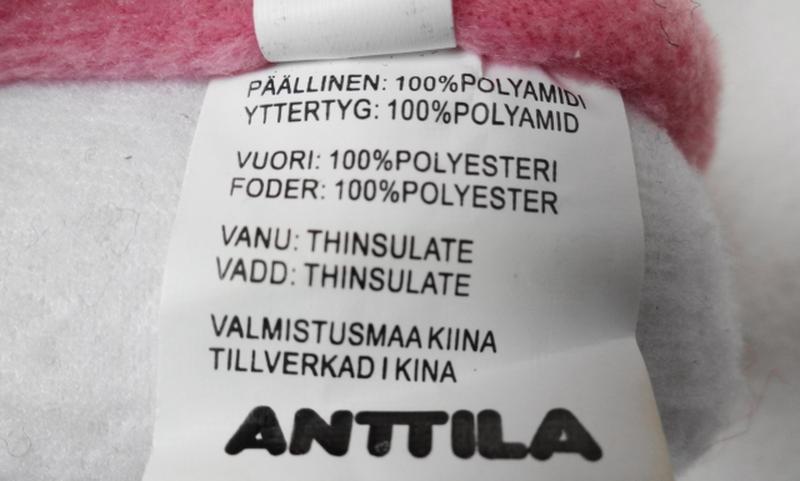 PÄÄLLINEN: 100%POLYAMIDI
YTTERTYG: 100%POLYAMID
VUORI: 100%POLYESTERI
FODER: 100%POLYESTER
VANU: THINSULATE
VADD: THINSULATE
VALMISTUSMAA KIINA
TILLVERKAD I KINA
ANTTILA